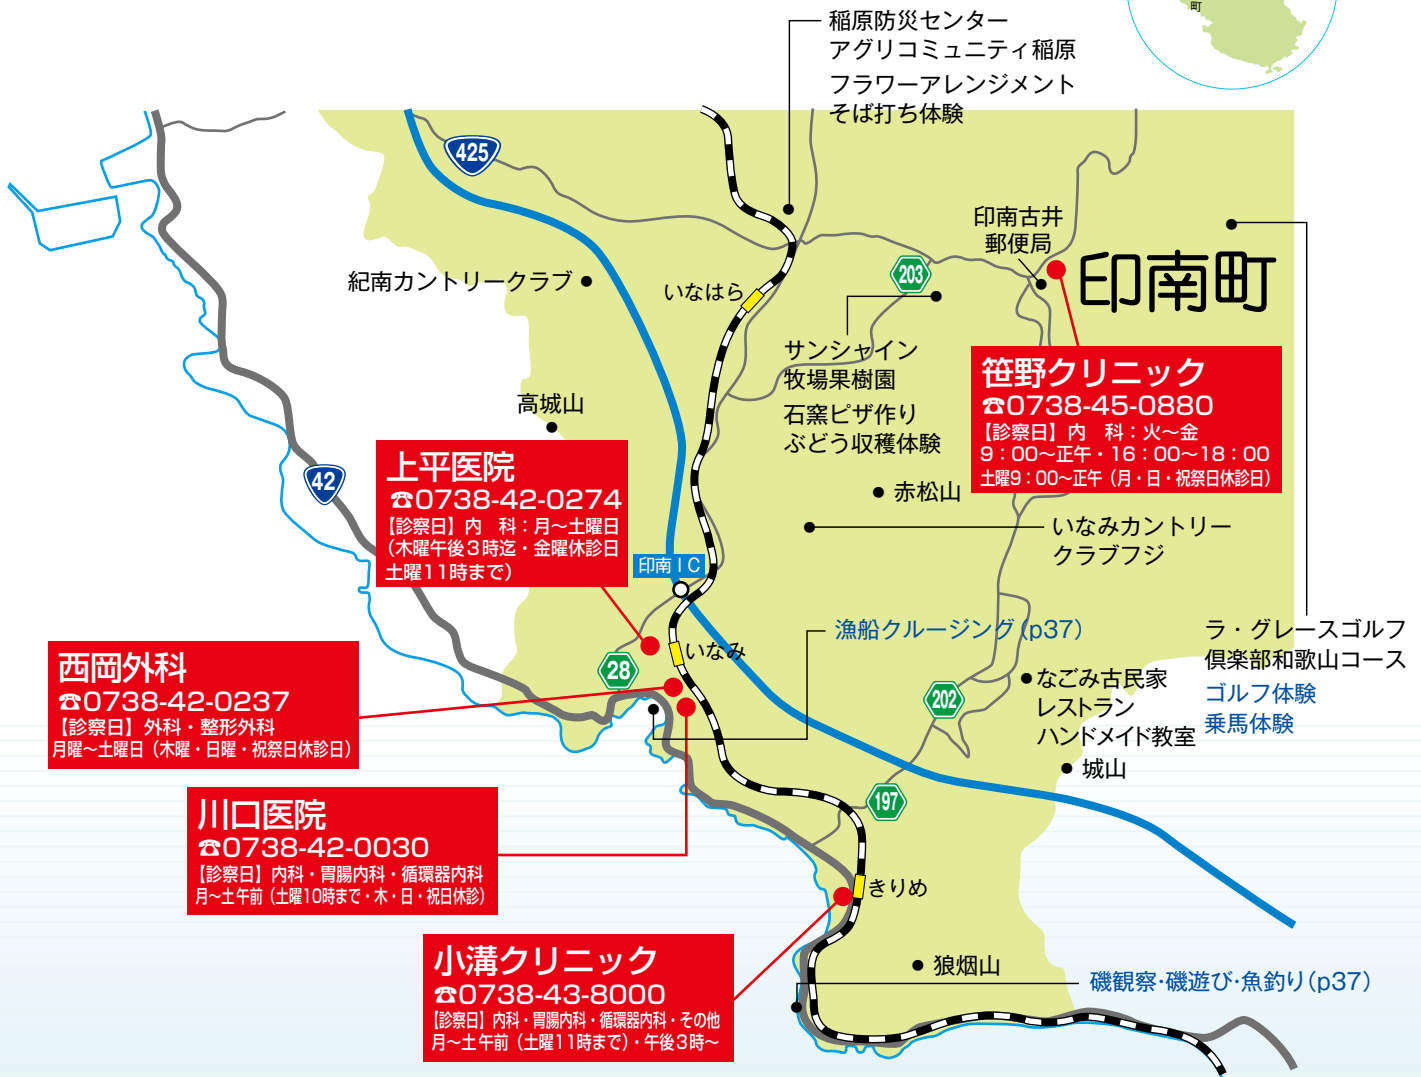 町
稲原防災センター
アグリコミュニティ稲原
フラワーアレンジメント
そば打ち体験
425
印南古井
郵便局
印南町
203
紀南カントリークラブ
いなはら
サンシャイン
牧場果樹園
石窯ピザ作り
ぶどう収穫体験
笹野クリニック
☎0738-45-0880
【診察日】内 科：火〜金
9：00〜正午・16：00〜18：00
土曜9：00〜正午（月・日・祝祭日休診日）
高城山
42
上平医院
☎0738-42-0274
【診察日】内 科：月〜土曜日
（木曜午後３時迄・金曜休診日
土曜11時まで）
赤松山
いなみカントリー
クラブフジ
印南ＩＣ
漁船クルージング(p37)
ラ・グレースゴルフ
倶楽部和歌山コース
ゴルフ体験
乗馬体験
いなみ
28
西岡外科
☎0738-42-0237
【診察日】外科・整形外科
月曜〜土曜日（木曜・日曜・祝祭日休診日）
202
なごみ古民家
レストラン
ハンドメイド教室
城山
川口医院
☎0738-42-0030
【診察日】内科・胃腸内科・循環器内科
月〜土午前（土曜10時まで・木・日・祝日休診）
197
きりめ
小溝クリニック
☎0738-43-8000
【診察日】内科・胃腸内科・循環器内科・その他
月〜土午前（土曜11時まで）・午後３時〜
狼烟山
磯観察･磯遊び･魚釣り(p37)